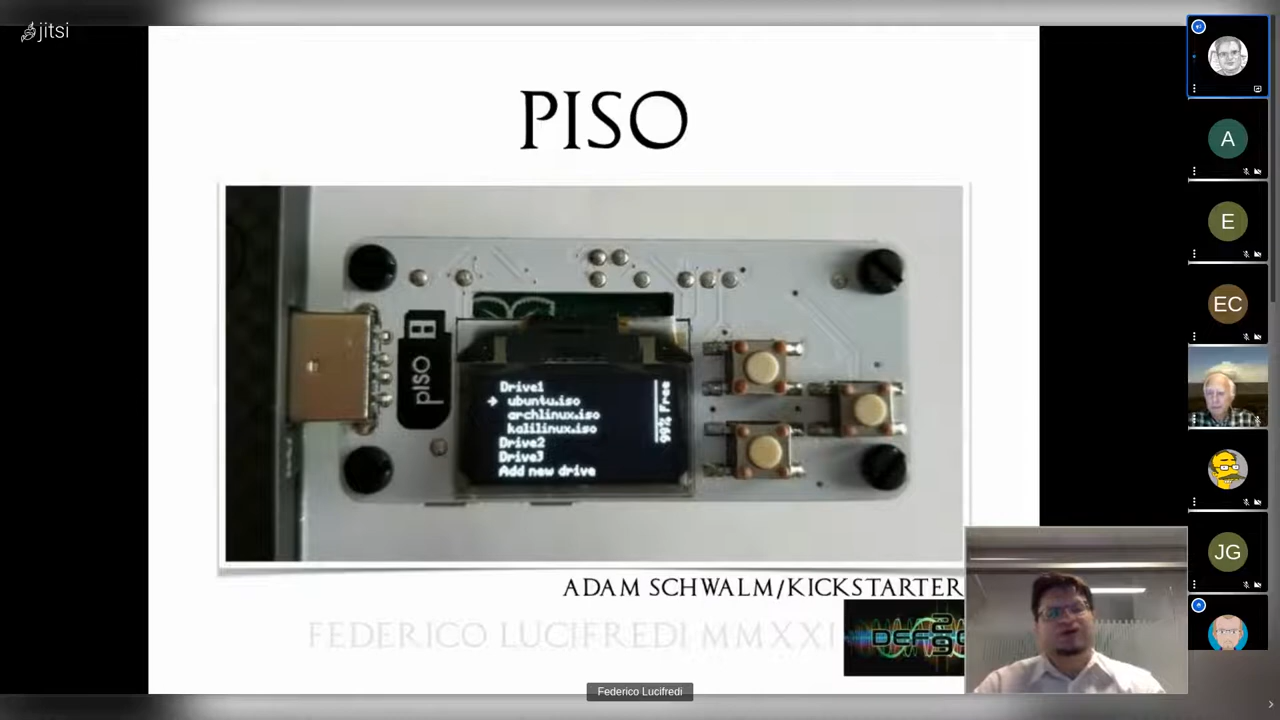 jitsi
PISO
piso
Drive1
ubuntu.iso
archlinux.iso
kalilinux.iso
Drive2
Drive3
Add new drive
99% Free
ADAM SCHWALM/KICKSTARTER
FEDERICO LUCIFREDI MMXXI
Federico Lucifredi
A
E
EC
JG